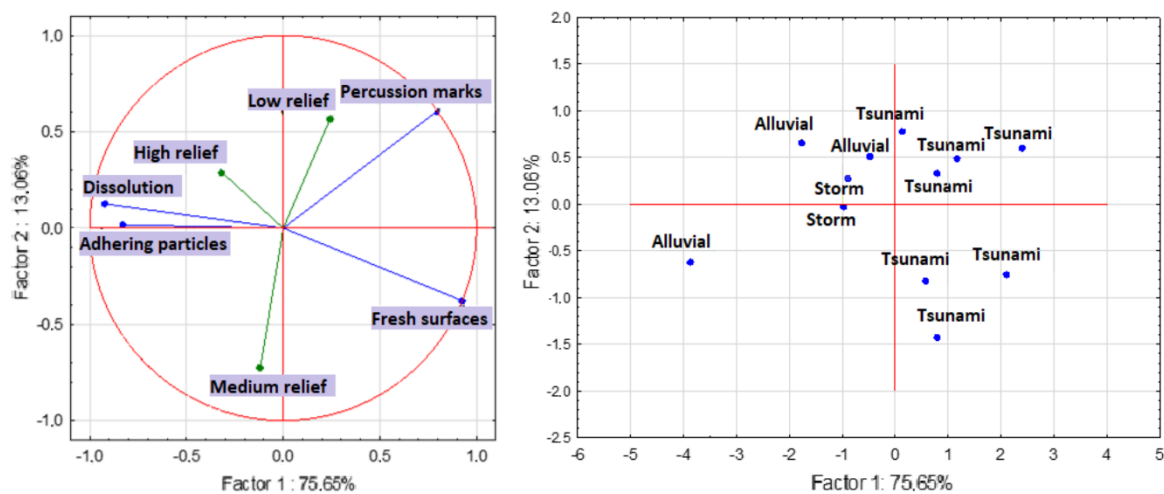 1.0
0.5
0.0
-0.5
-1.0
Factor 2 : 13.06%
Percussion marks
Low relief
High relief
Dissolution
Adhering particles
Fresh surfaces
Medium relief
-1.0 -0.5 0.0 0.5 1.0
Factor 1 : 75,65%
2.0
1.5
1.0
0.5
0.0
-0.5
-1.0
-1.5
-2.0
-2.5
Factor 2: 13.06%
Tsunami
Alluvial
Alluvial
Tsunami
Tsunami
Tsunami
Storm
Storm
Alluvial
Tsunami
Tsunami
Tsunami
-6 -5 -4 -3 -2 -1 0 1 2 3 4 5
Factor 1: 75,65%